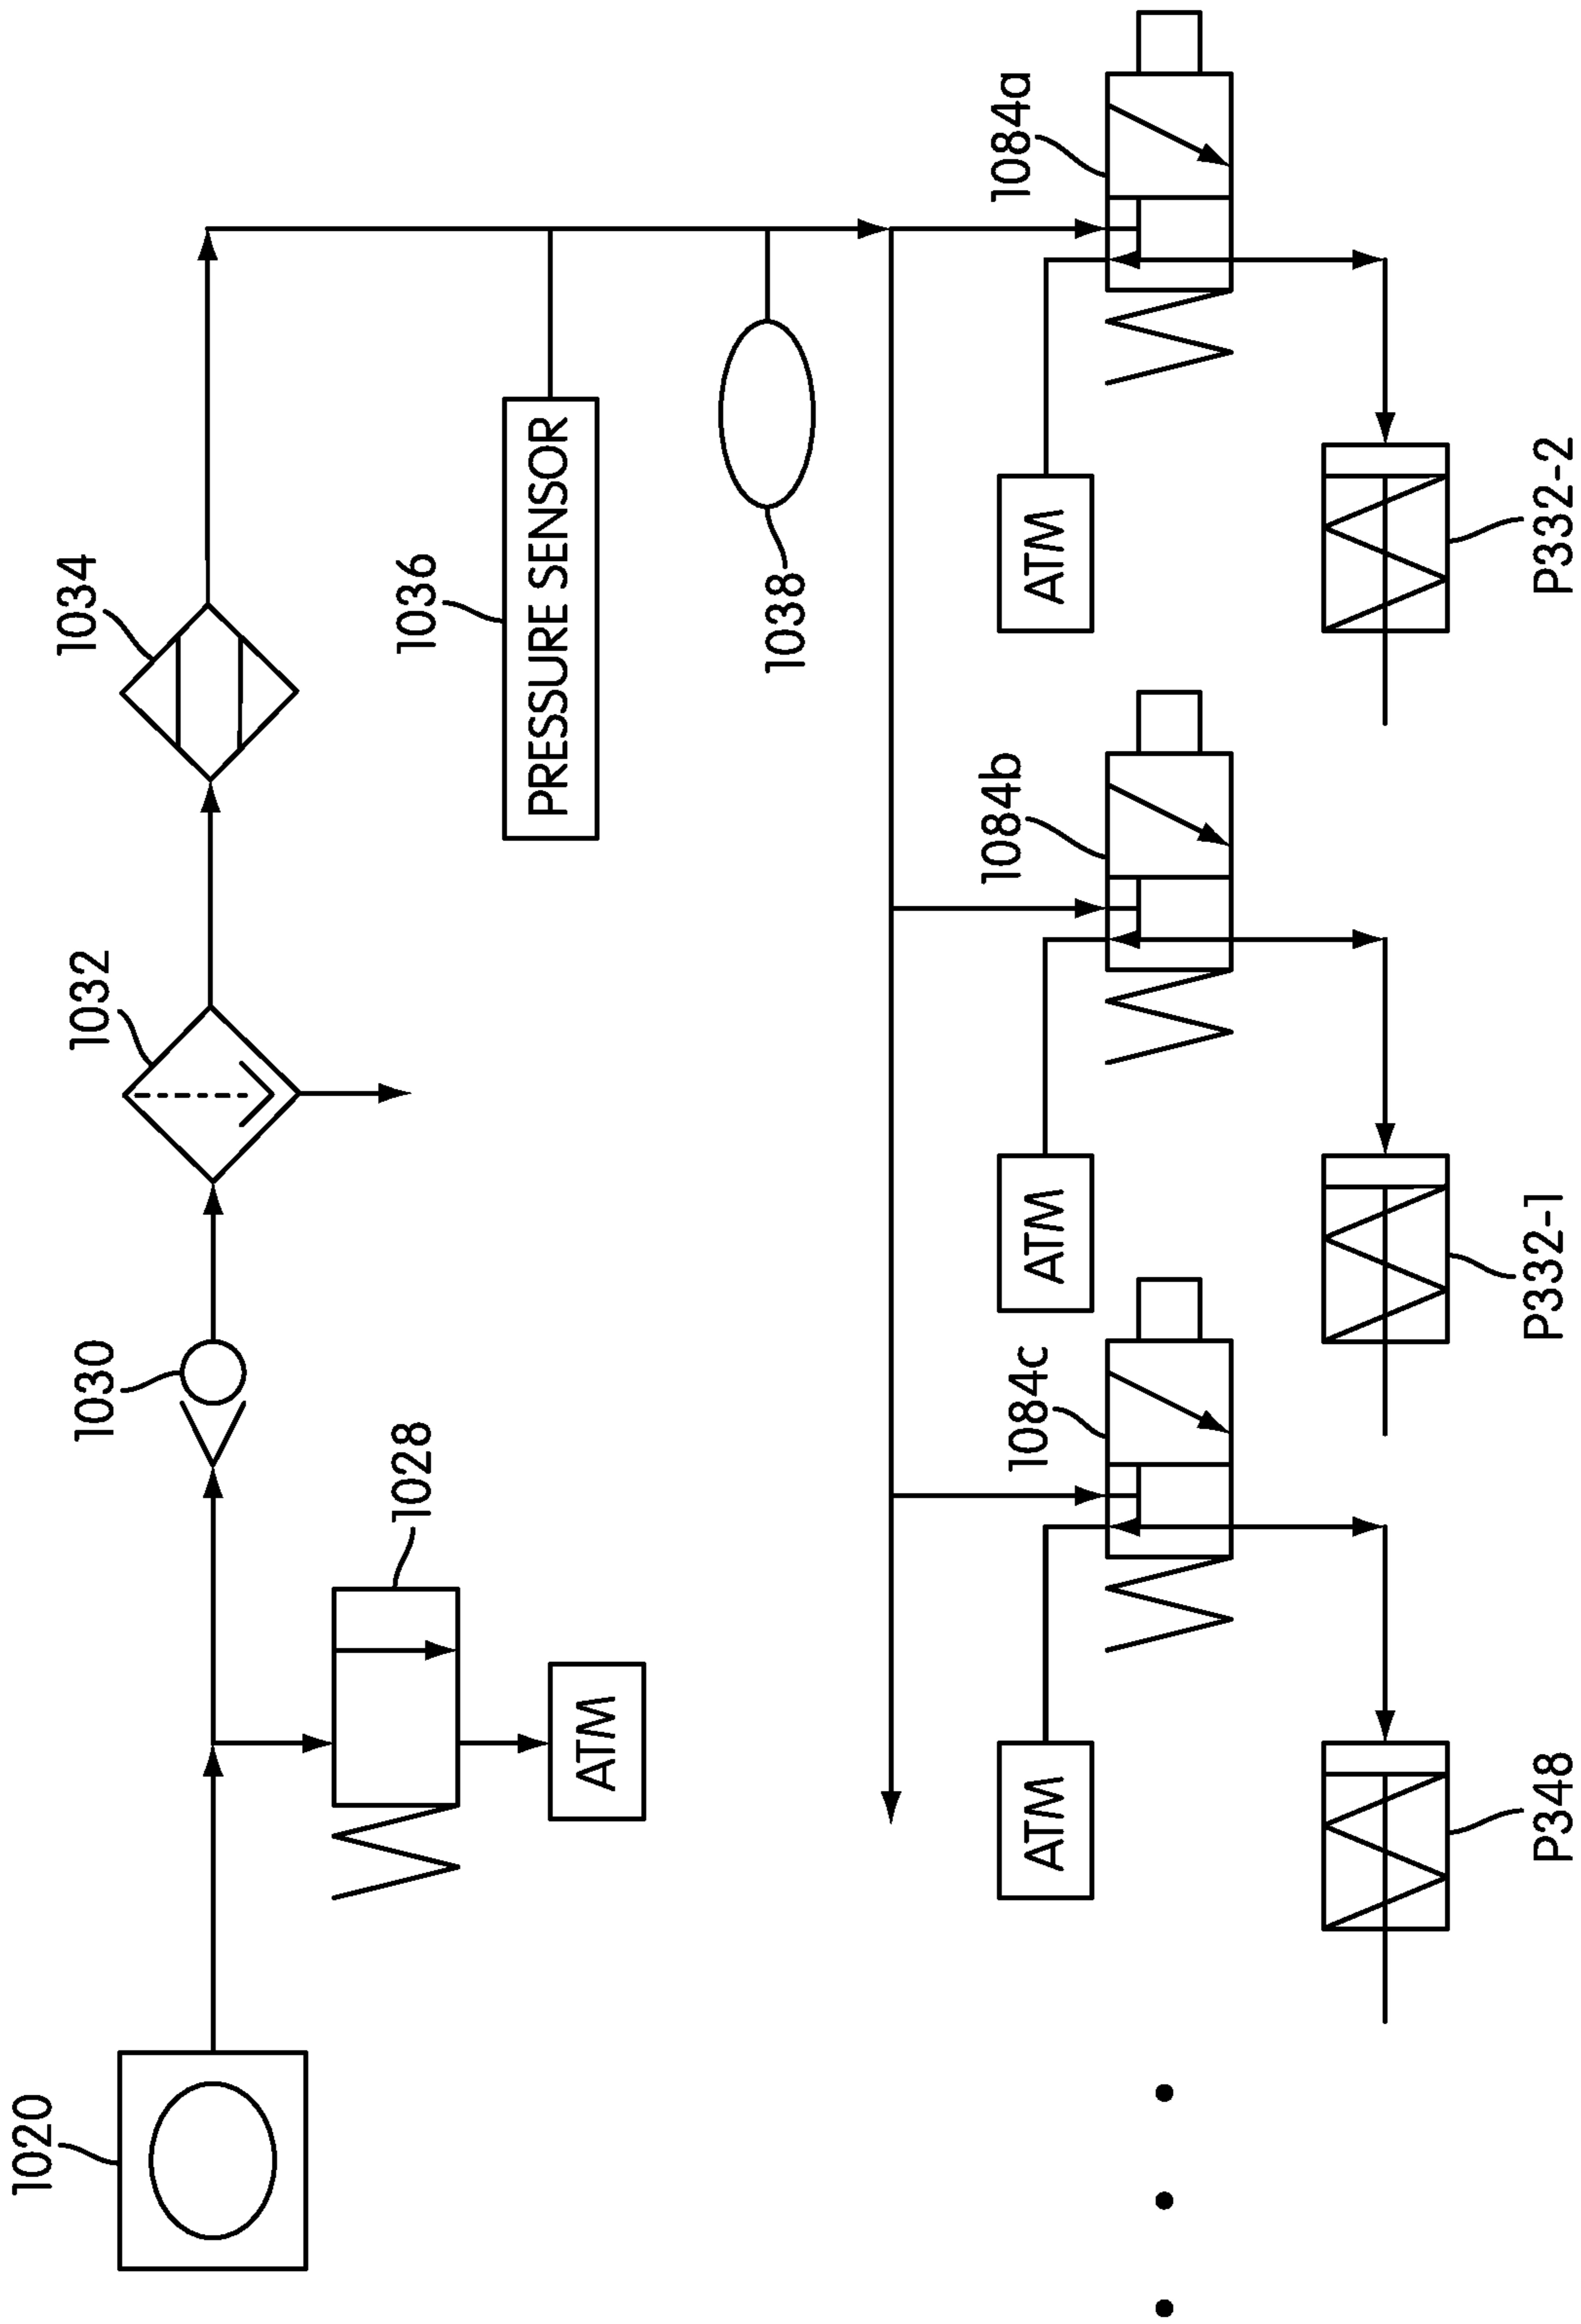 1020
1028
ATM
1030
1032
1034
1036
PRESSURE SENSOR
1038
1084c
1084b
1084a
ATM
ATM
ATM
P348
P332-1
P332-2